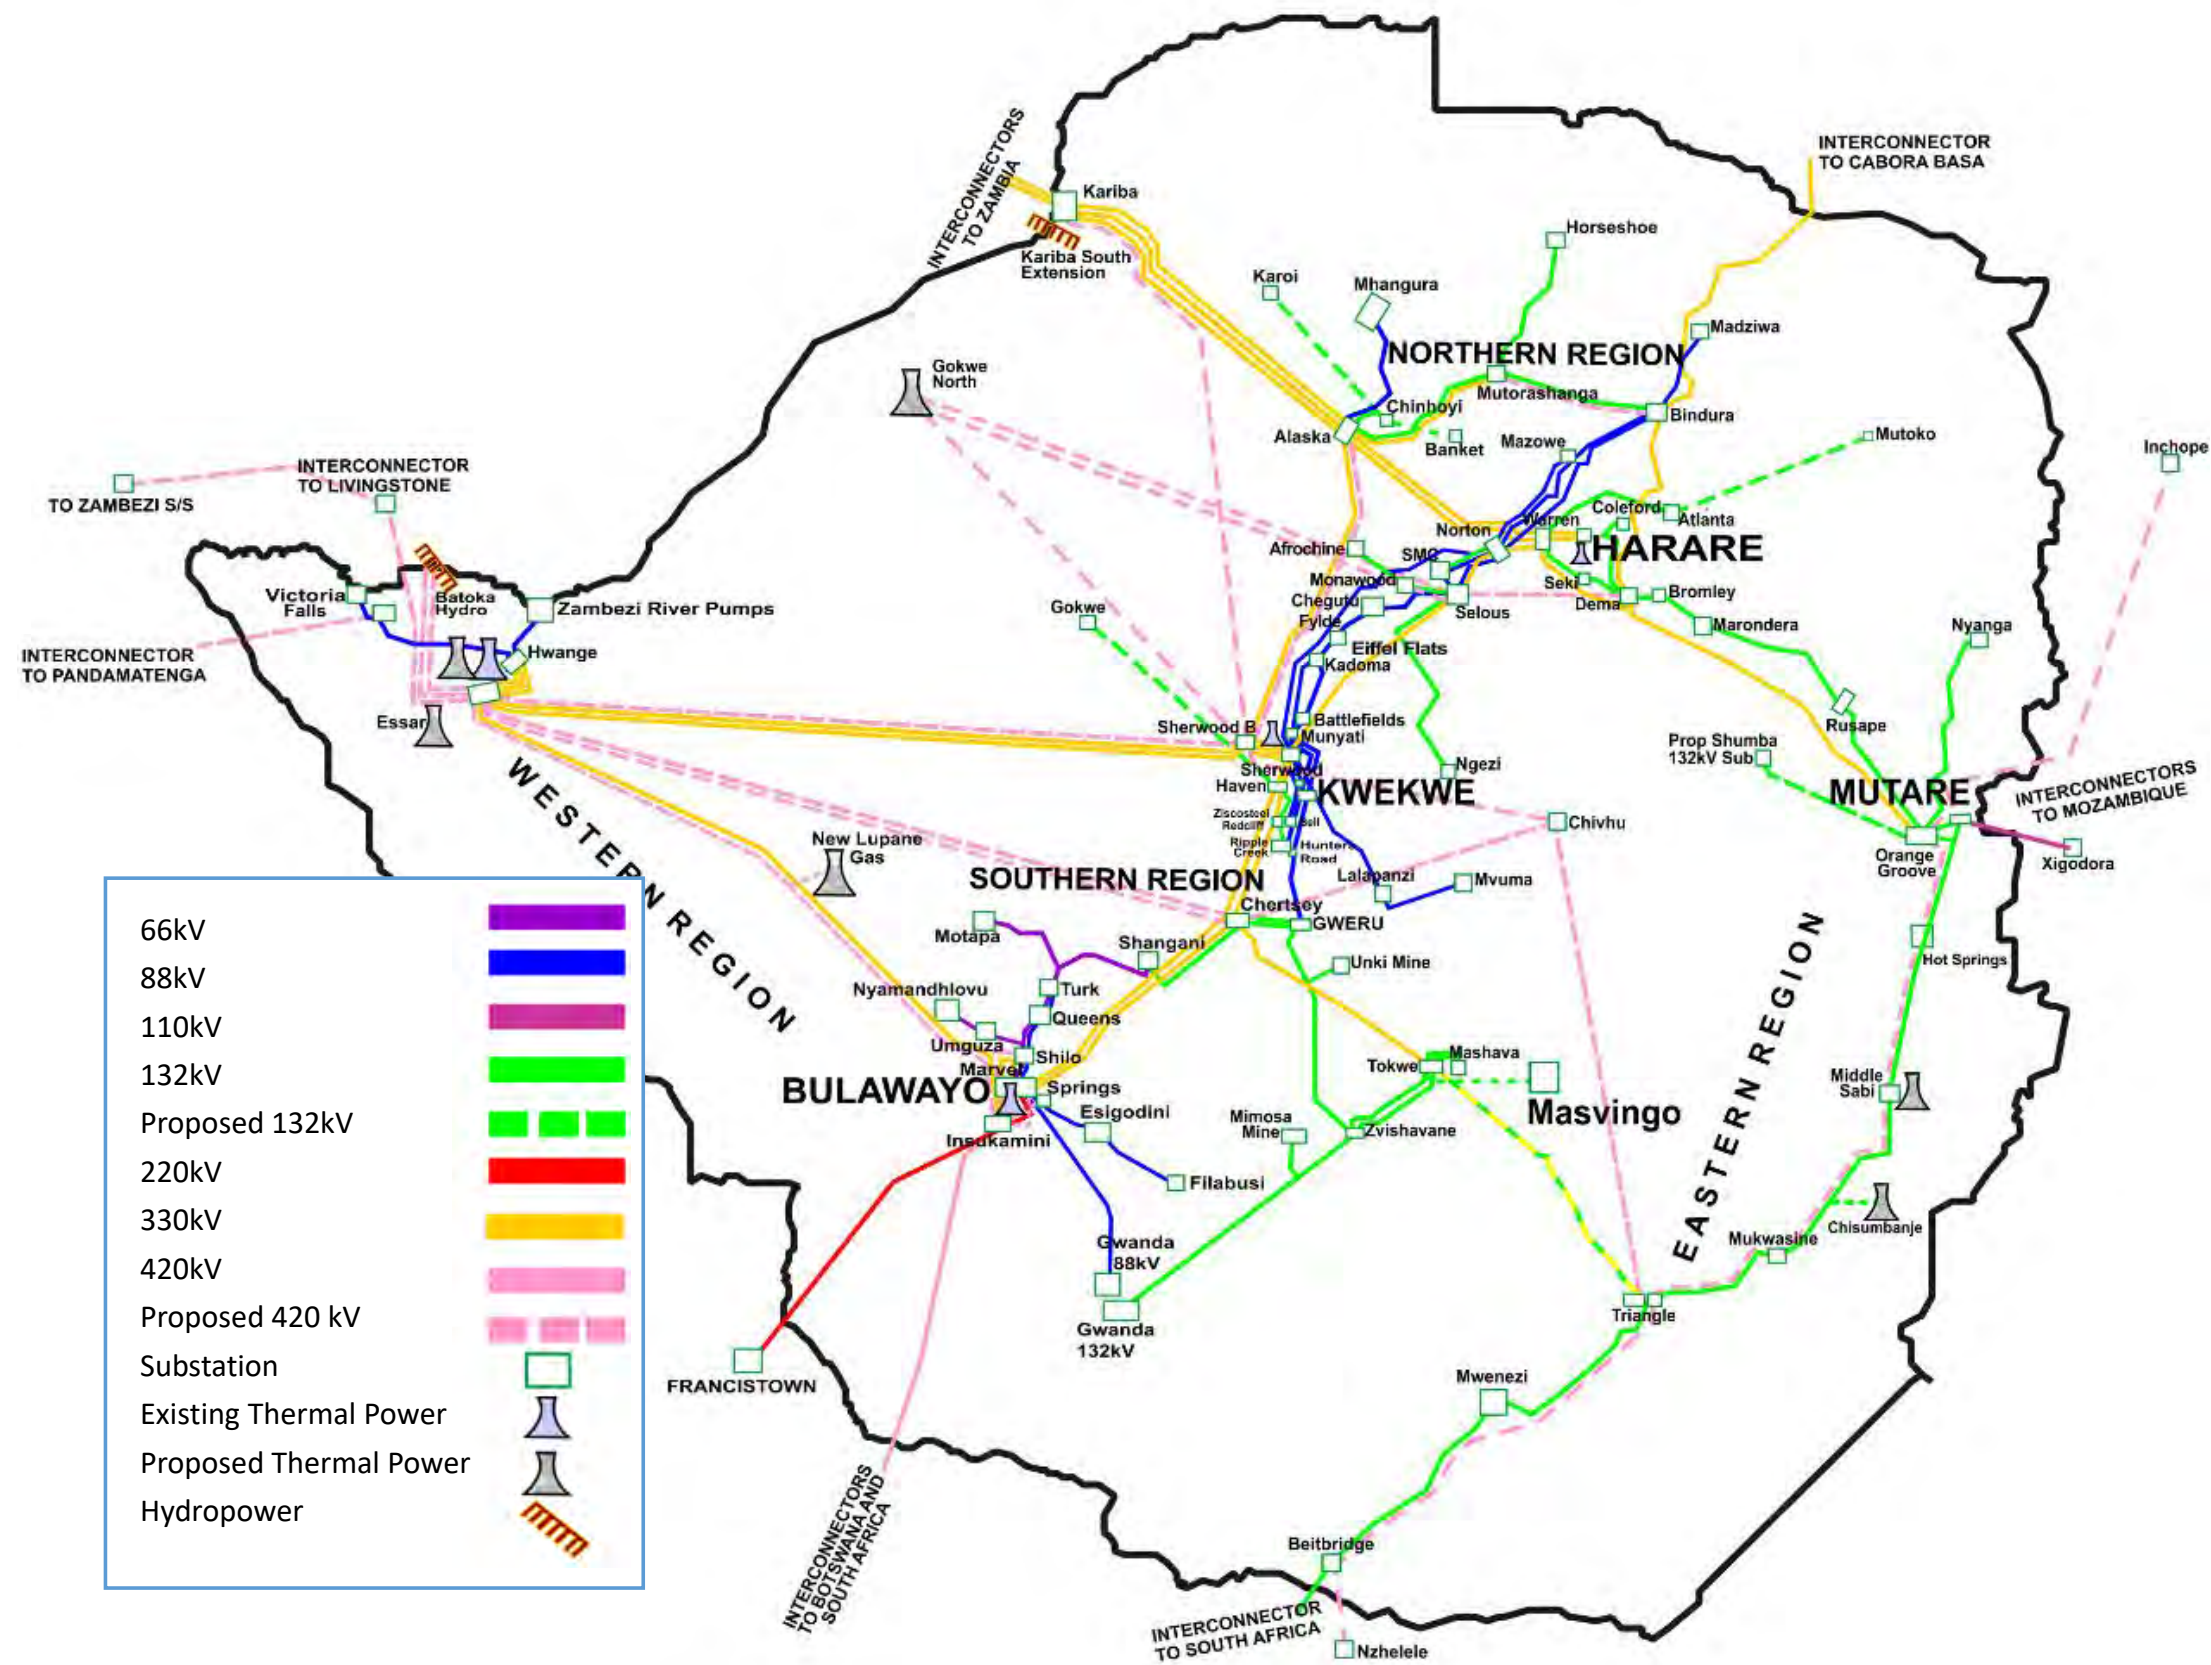 INTERCONNECTORS
TO ZAMBIA
Kariba
Kariba South
Extension
INTERCONNECTOR
TO CABORA BASA
Horseshoe
Karoi
Mhangura
NORTHERN REGION
Madziwa
Gokwe
North
Mutorashanga
Chinhoyi
Bindura
Alaska
Banket
Mazowe
Mutoko
Inchope
INTERCONNECTOR
TO LIVINGSTONE
TO ZAMBEZI S/S
Norton
Warren
Coleford
Atlanta
HARARE
Afrochine
SMC
Monawood
Seki
Dema
Bromley
Victoria
Falls
Batoka
Hydro
Zambezi River Pumps
Gokwe
Chegutu
Fylde
Selous
Marondera
Nyanga
Eiffel Flats
Kadoma
INTERCONNECTOR
TO PANDAMATENGA
Hwange
Essar
Sherwood B
Battlefields
Munyati
Rusape
Prop Shumba
132kV Sub
Sherwood
Haven
KWEKWE
Ngezi
MUTARE
INTERCONNECTORS
TO MOZAMBIQUE
WESTERN REGION
Ziscosteel
Redcliff
Bell
Chivhu
Ripple
Creek
Hunters
Road
New Lupane
Gas
Orange
Groove
Xigodora
SOUTHERN REGION
Lalapanzi
Mvuma
Chertsey
GWERU
Motapa
Shangani
Unki Mine
Hot Springs
EASTERN REGION
Nyamandhlovu
Turk
Queens
Umguza
Shilo
Marvel
BULAWAYO
Springs
Tokwe
Mashava
Middle
Sabi
Esigodini
Mimosa
Mine
Masvingo
Insukamini
Zvishavane
Filabusi
Chisumbanje
Mukwasine
Gwanda
88kV
Gwanda
132kV
Triangle
FRANCISTOWN
Mwenezi
INTERCONNECTORS
TO BOTSWANA AND
SOUTH AFRICA
Beitbridge
INTERCONNECTOR
TO SOUTH AFRICA
Nzhelele
66kV
88kV
110kV
132kV
Proposed 132kV
220kV
330kV
420kV
Proposed 420 kV
Substation
Existing Thermal Power
Proposed Thermal Power
Hydropower